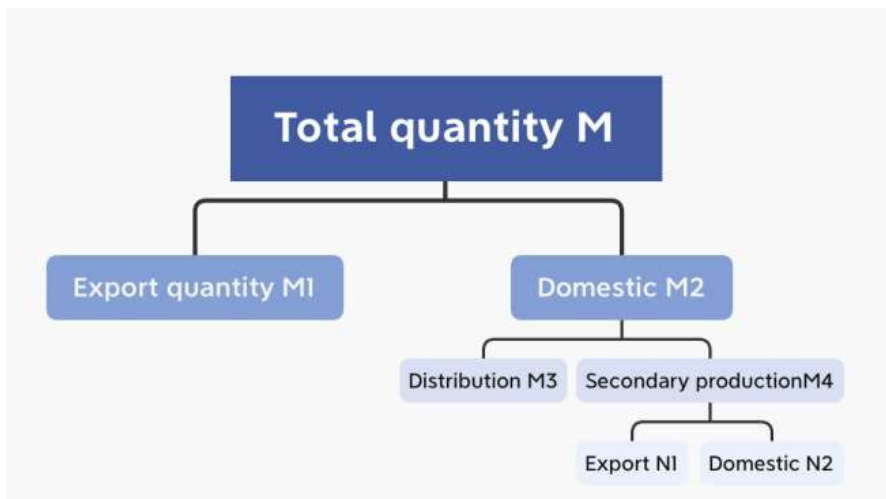 Total quantity M
Export quantity M1
Domestic M2
Distribution M3
Secondary productionM4
Export N1
Domestic N2